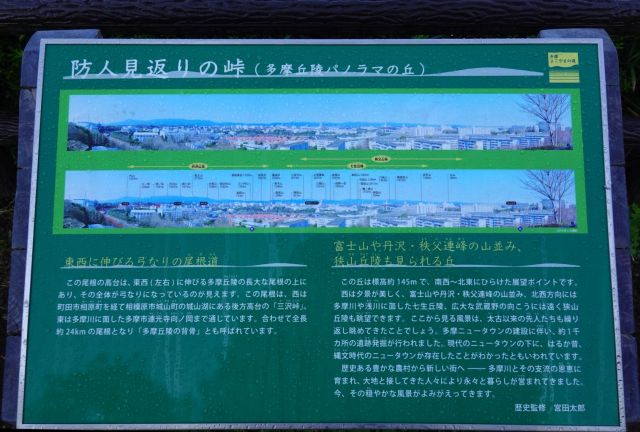 防人見返りの峠（多摩丘陵パノラマの丘）
多摩
よこやまの道
東西に伸びる弓なりの尾根道
この尾根の高台は、東西（左右）に伸びる多摩丘陵の長大な尾根の上に
あり、その全体が弓なりになっているのが見えます。この尾根は、西は
町田市相原町を経て相模原市城山町の城山湖にある後方高台の「三沢峠」、
東は多摩川に面した多摩市連光寺向ノ岡まで通じています。合わせて全長
約24kmの尾根となり「多摩丘陵の背骨」とも呼ばれています。
富士山や丹沢・秩父連峰の山並み、
狭山丘陵も見られる丘
この丘は標高約145mで、南西〜北東にひらけた展望ポイントです。
西は夕景が美しく、富士山や丹沢・秩父連峰の山並み、北西方向には
多摩川や浅川に面した七生丘陵、広大な武蔵野の向こうには遠く狭山
丘陵も眺望できます。ここから見る風景は、太古以来の先人たちも繰り
返し眺めてきたことでしょう。多摩ニュータウンの建設に伴い、約1千
カ所の遺跡発掘が行われました。現代のニュータウンの下に、はるか昔、
縄文時代のニュータウンが存在したことがわかったともいわれています。
歴史ある豊かな農村から新しい街へ ── 多摩川とその支流の恩恵に
育まれ、大地と接してきた人々により永々と暮らしが営まれてきました。
今、その穏やかな風景がよみがえってきます。
歴史監修 宮田太郎